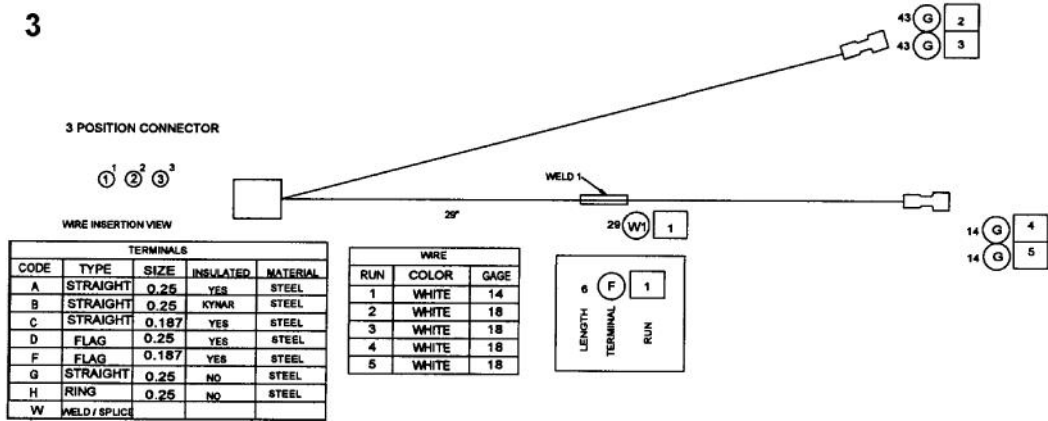 3
43 G 2
43 G 3
3 POSITION CONNECTOR
1 1 2 2 3 3
WIRE INSERTION VIEW
WELD 1
29"
29 W1 1
14 G 4
14 G 5
TERMINALS
CODE TYPE SIZE INSULATED MATERIAL
A STRAIGHT 0.25 YES STEEL
B STRAIGHT 0.25 KYNAR STEEL
C STRAIGHT 0.187 YES STEEL
D FLAG 0.25 YES STEEL
F FLAG 0.187 YES STEEL
G STRAIGHT 0.25 NO STEEL
H RING 0.25 NO STEEL
W WELD / SPLICE
WIRE
RUN COLOR GAGE
1 WHITE 14
2 WHITE 18
3 WHITE 18
4 WHITE 18
5 WHITE 18
6 F 1
LENGTH
TERMINAL
RUN